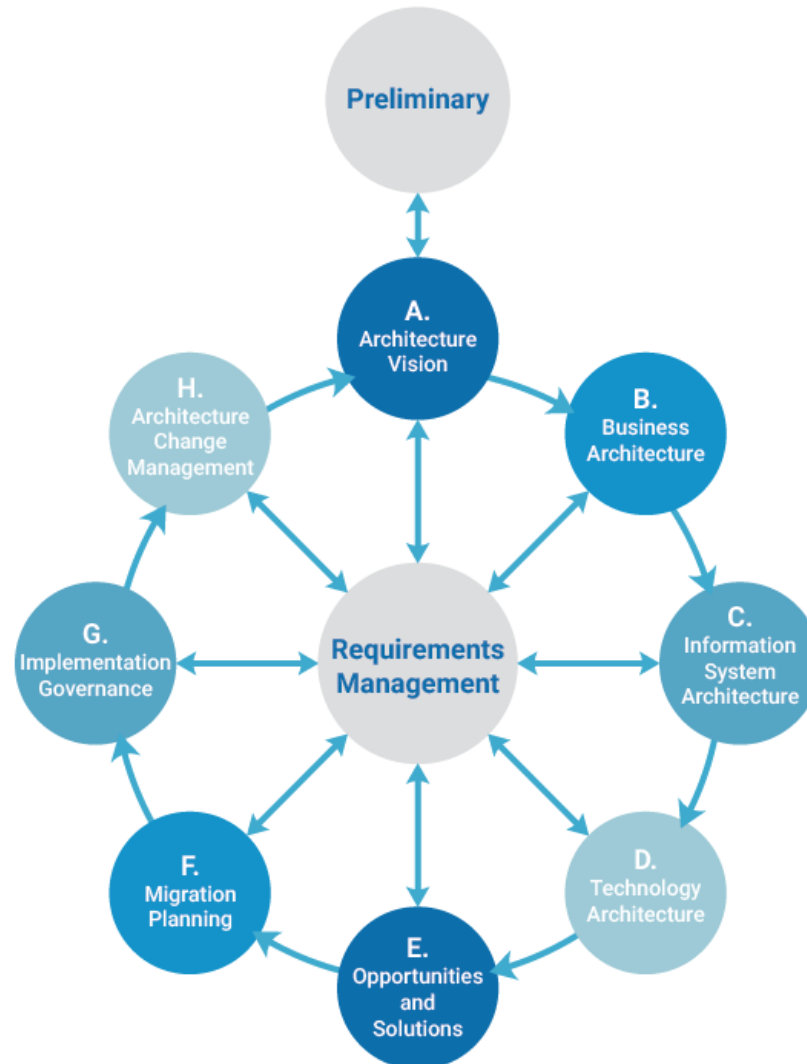 Preliminary
A.
Architecture
Vision
B.
Business
Architecture
C.
Information
System
Architecture
D.
Technology
Architecture
E.
Opportunities
and
Solutions
F.
Migration
Planning
G.
Implementation
Governance
H.
Architecture
Change
Management
Requirements
Management